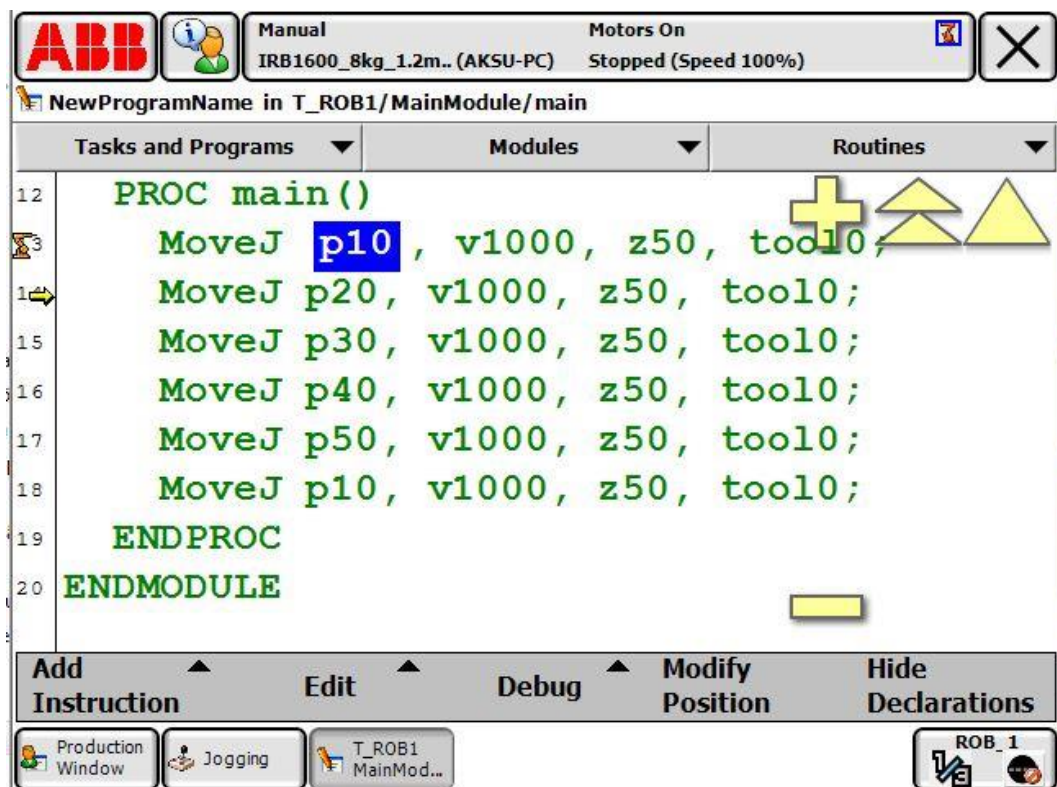 ABB
Manual Motors On
IRB1600_8kg_1.2m.. (AKSU-PC) Stopped (Speed 100%)
NewProgramName in T_ROB1/MainModule/main
Tasks and Programs Modules Routines
12 PROC main()
3 MoveJ p10 , v1000, z50, tool0;
1 MoveJ p20, v1000, z50, tool0;
15 MoveJ p30, v1000, z50, tool0;
16 MoveJ p40, v1000, z50, tool0;
17 MoveJ p50, v1000, z50, tool0;
18 MoveJ p10, v1000, z50, tool0;
19 ENDPROC
20 ENDMODULE
Add Instruction Edit Debug Modify Position Hide Declarations
Production Window Jogging T_ROB1 MainMod... ROB_1